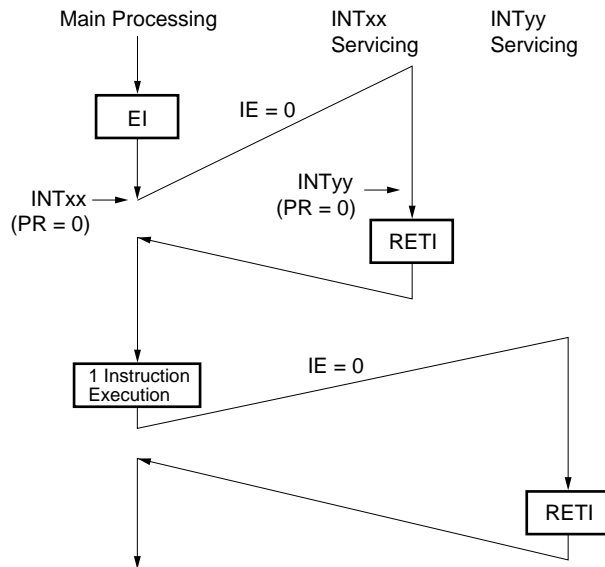 Main Processing
INTxx
Servicing
INTyy
Servicing
EI
IE = 0
INTxx
(PR = 0)
INTyy
(PR = 0)
RETI
1 Instruction
Execution
IE = 0
RETI